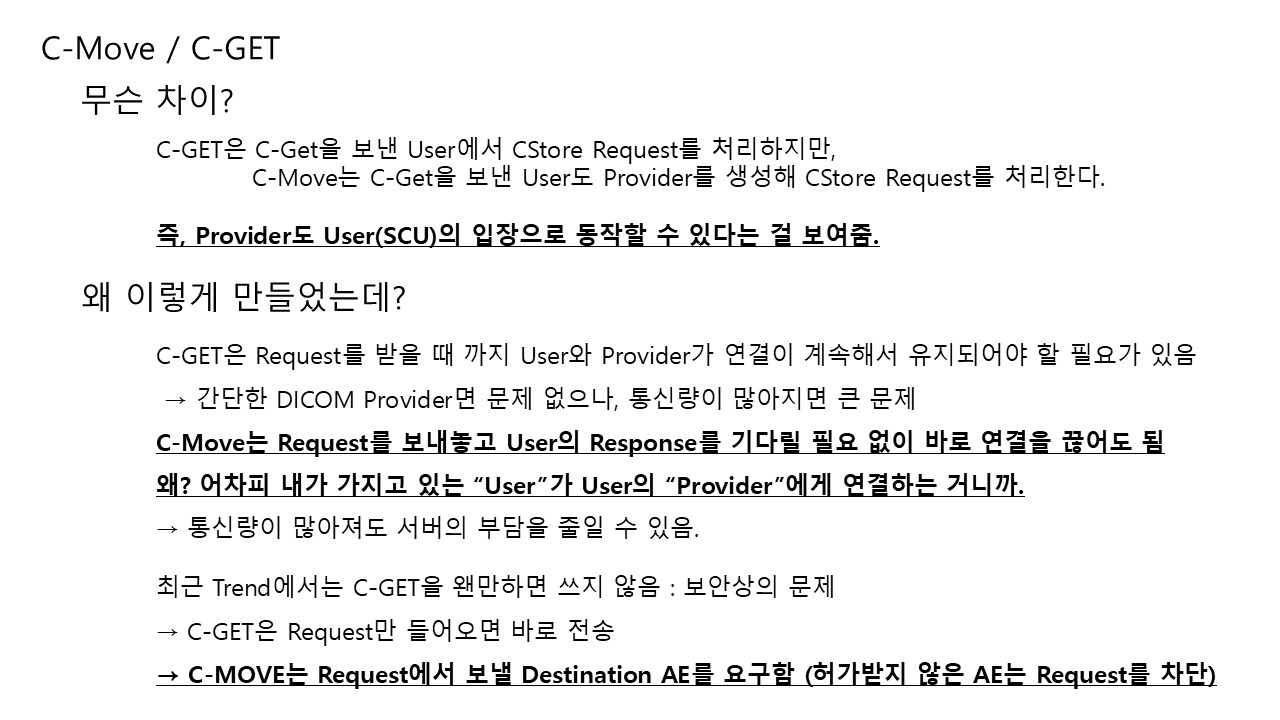 C-Move / C-GET
무슨 차이?
C-GET은 C-Get을 보낸 User에서 CStore Request를 처리하지만,
C-Move는 C-Get을 보낸 User도 Provider를 생성해 CStore Request를 처리한다.
즉, Provider도 User(SCU)의 입장으로 동작할 수 있다는 걸 보여줌.
왜 이렇게 만들었는데?
C-GET은 Request를 받을 때 까지 User와 Provider가 연결이 계속해서 유지되어야 할 필요가 있음
→ 간단한 DICOM Provider면 문제 없으나, 통신량이 많아지면 큰 문제
C-Move는 Request를 보내놓고 User의 Response를 기다릴 필요 없이 바로 연결을 끊어도 됨
왜? 어차피 내가 가지고 있는 “User”가 User의 “Provider”에게 연결하는 거니까.
→ 통신량이 많아져도 서버의 부담을 줄일 수 있음.
최근 Trend에서는 C-GET을 왠만하면 쓰지 않음 : 보안상의 문제
→ C-GET은 Request만 들어오면 바로 전송
→ C-MOVE는 Request에서 보낼 Destination AE를 요구함 (허가받지 않은 AE는 Request를 차단)